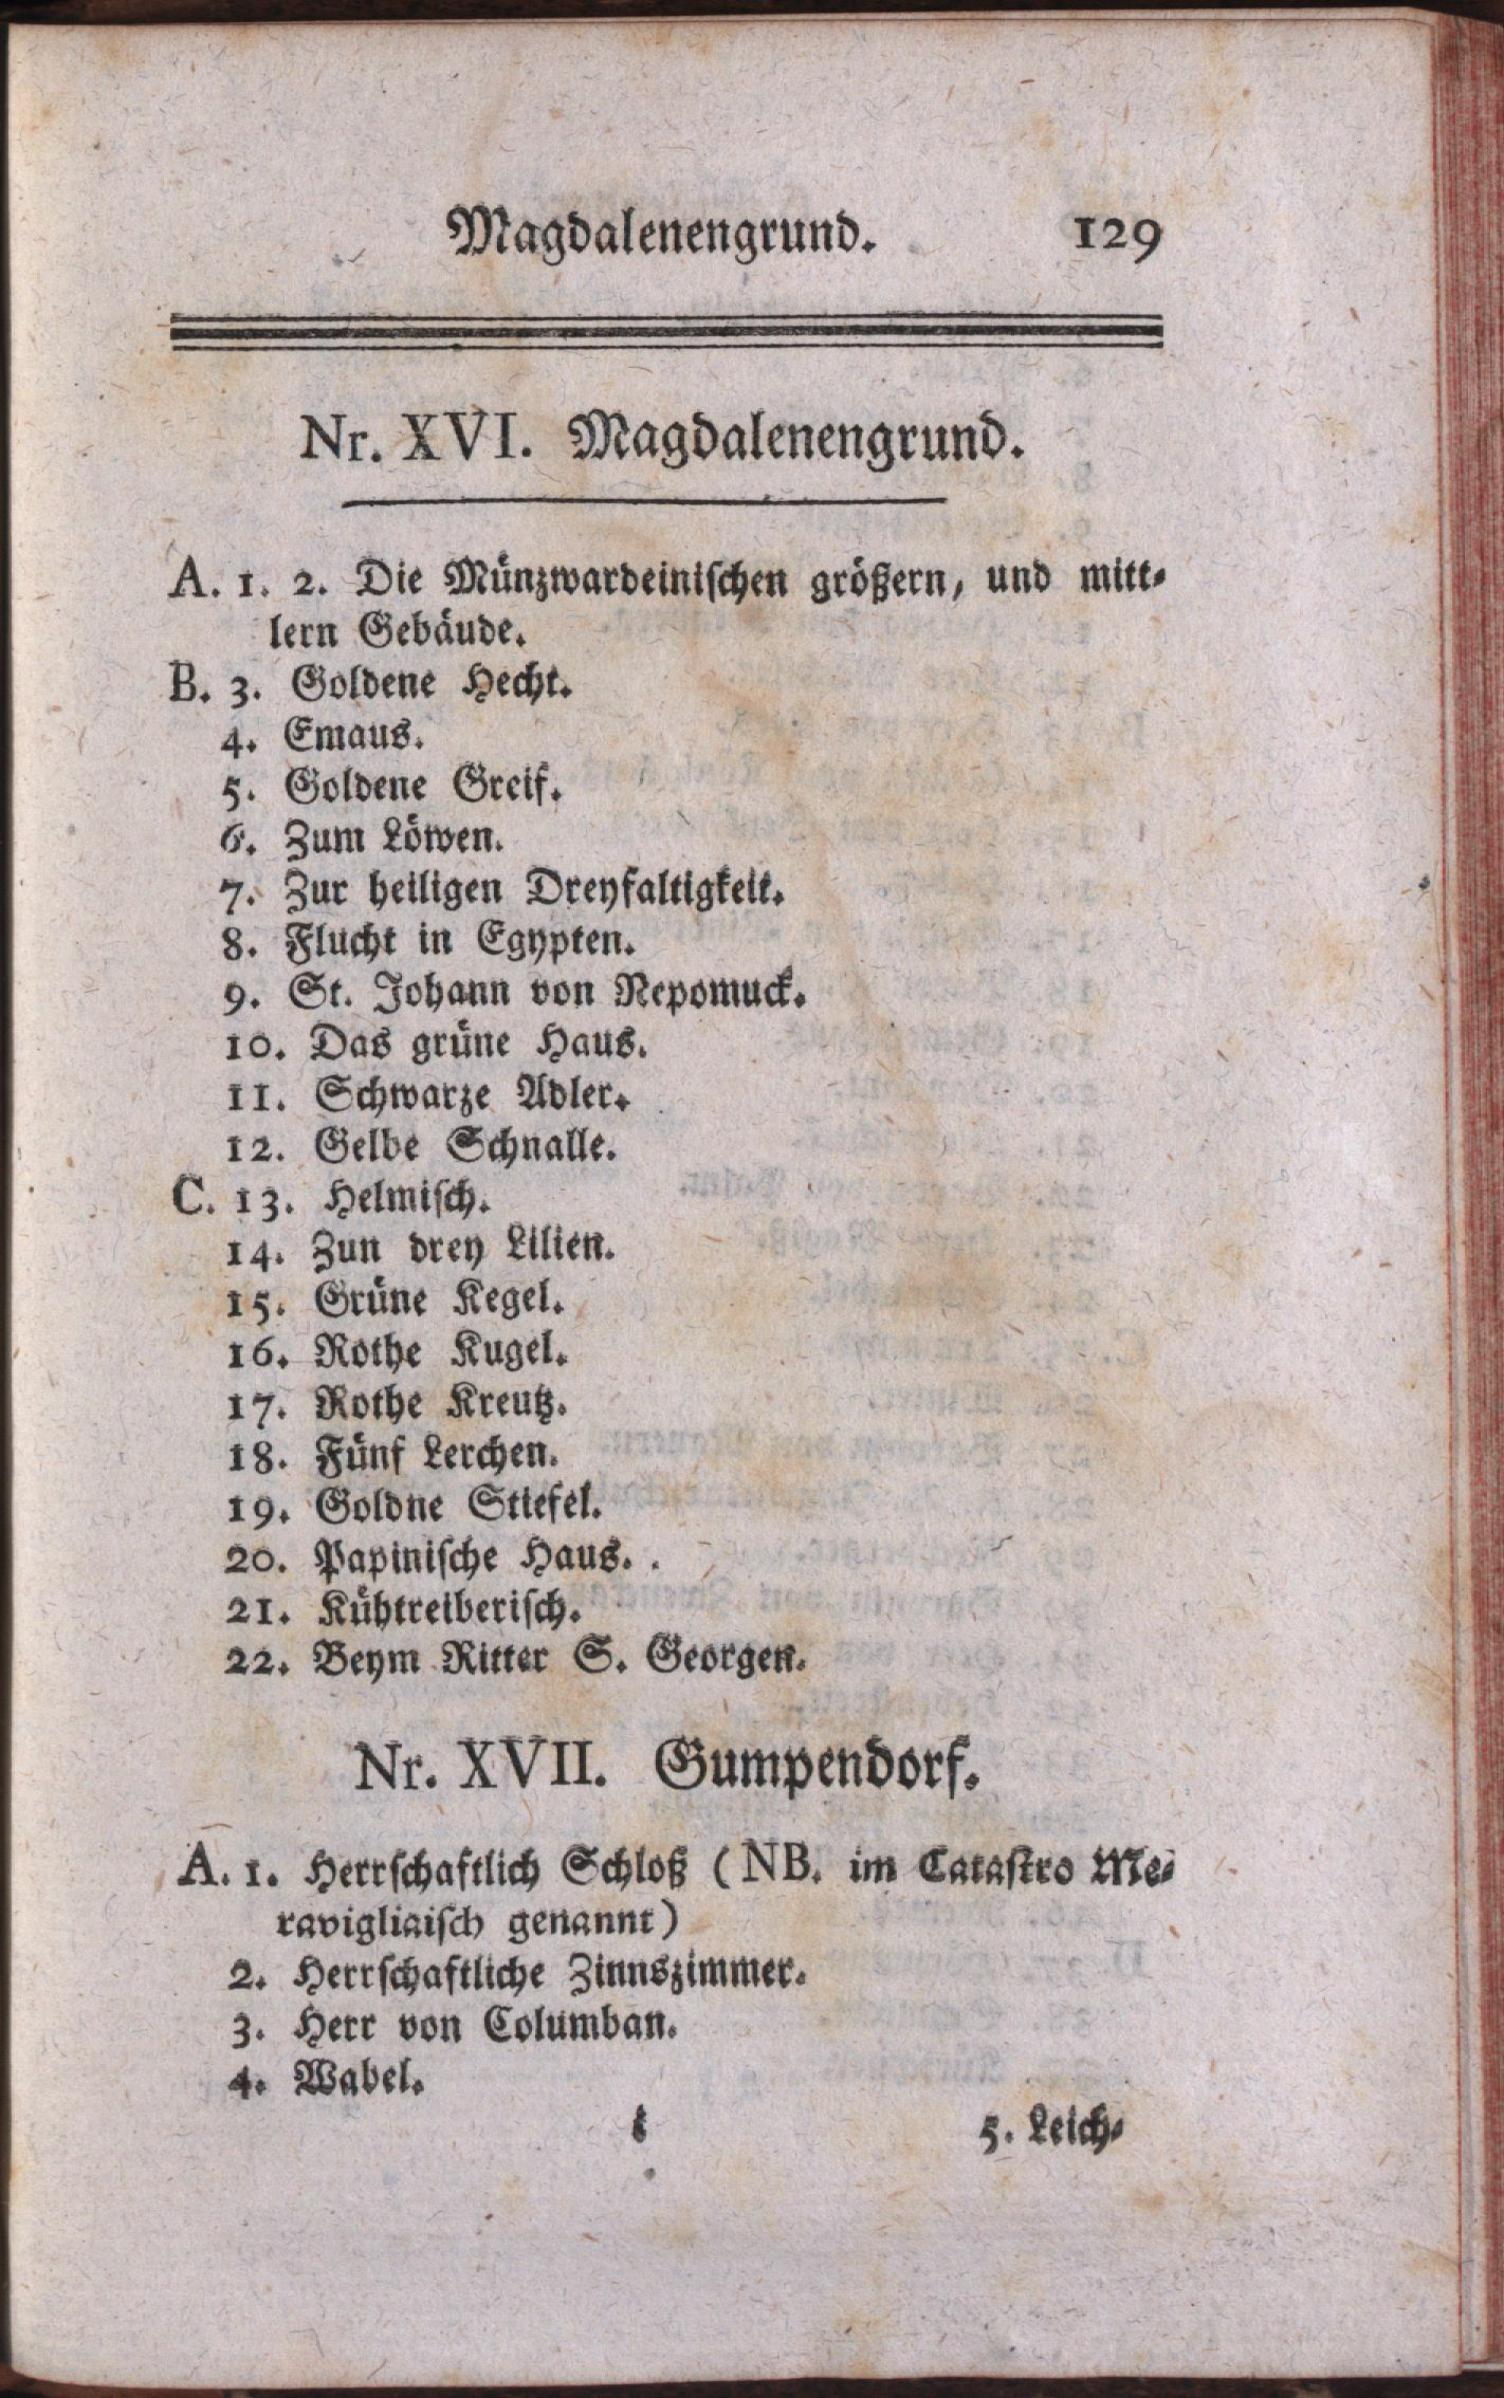 Magdalenengrund. 129
Nr. XVI. Magdalenengrund.
A. 1. 2. Die Münzwardeiniſchen größern, und mitt⸗
lern Gebäude.
B. 3. Goldene Hecht.
4. Emaus.
5. Goldene Greif.
6. Zum Löwen.
7. Zur heiligen Dreyfaltigkeit.
8. Flucht in Egypten.
9. St. Johann von Nepomuck.
10. Das grüne Haus.
11. Schwarze Adler.
12. Gelbe Schnalle.
C. 13. Helmiſch.
14. Zun drey Lilien.
15. Grüne Kegel.
16. Rothe Kugel.
17. Rothe Kreutz.
18. Fünf Lerchen.
19. Goldne Stiefel.
20. Papiniſche Haus.
21. Kühtreiberiſch.
22. Beym Ritter S. Georgen.
Nr. XVII. Gumpendorf.
A. 1. Herrſchaftlich Schloß (NB. im Cataſtro Me⸗
ravigliaiſch genannt)
2. Herrſchaftliche Zinnszimmer.
3. Herr von Columban.
4. Wabel.
5. Leich⸗